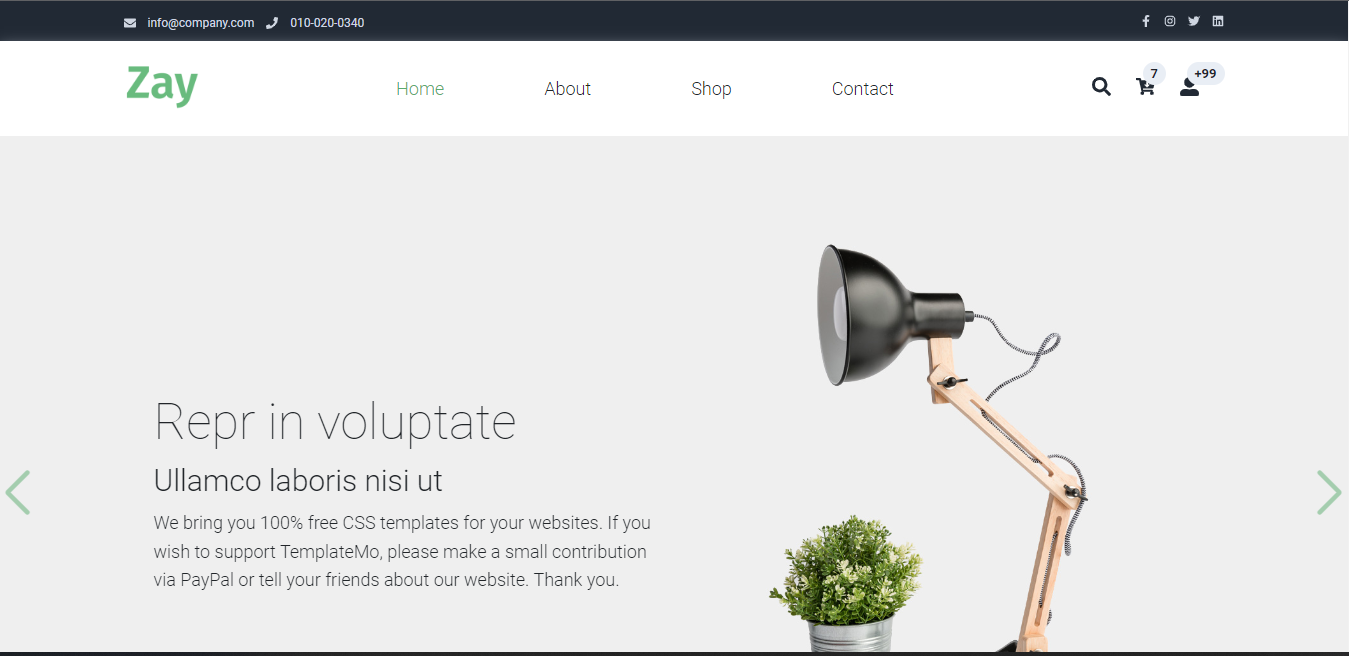 info@company.com 010-020-0340
Zay
Home About Shop Contact
7 +99
Repr in voluptate
Ullamco laboris nisi ut
We bring you 100% free CSS templates for your websites. If you
wish to support TemplateMo, please make a small contribution
via PayPal or tell your friends about our website. Thank you.